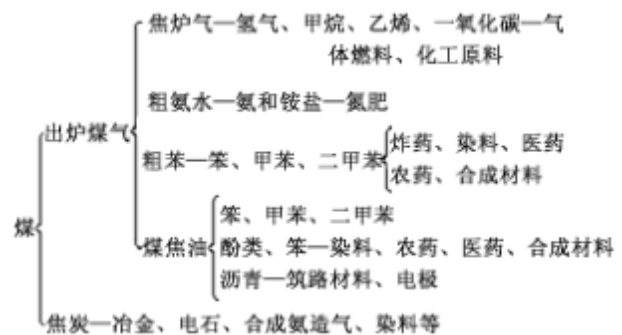 焦炉气—氢气、甲烷、乙烯、一氧化碳—气
体燃料、化工原料
粗氨水—氨和铵盐—氮肥
出炉煤气
粗苯—笨、甲苯、二甲苯
炸药、染料、医药
农药、合成材料
煤
煤焦油
笨、甲苯、二甲苯
酚类、笨—染料、农药、医药、合成材料
沥青—筑路材料、电极
焦炭—冶金、电石、合成氨造气、染料等